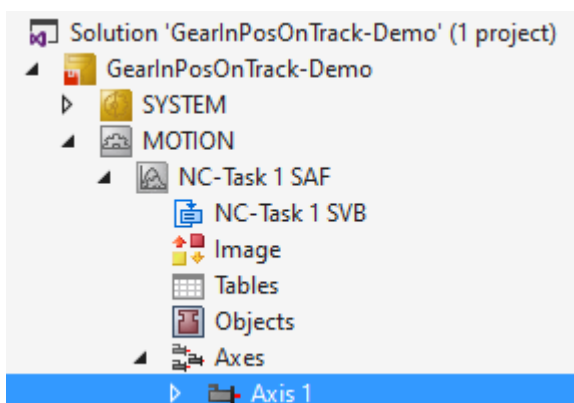 Solution 'GearInPosOnTrack-Demo' (1 project)
GearInPosOnTrack-Demo
SYSTEM
MOTION
NC-Task 1 SAF
NC-Task 1 SVB
Image
Tables
Objects
Axes
Axis 1